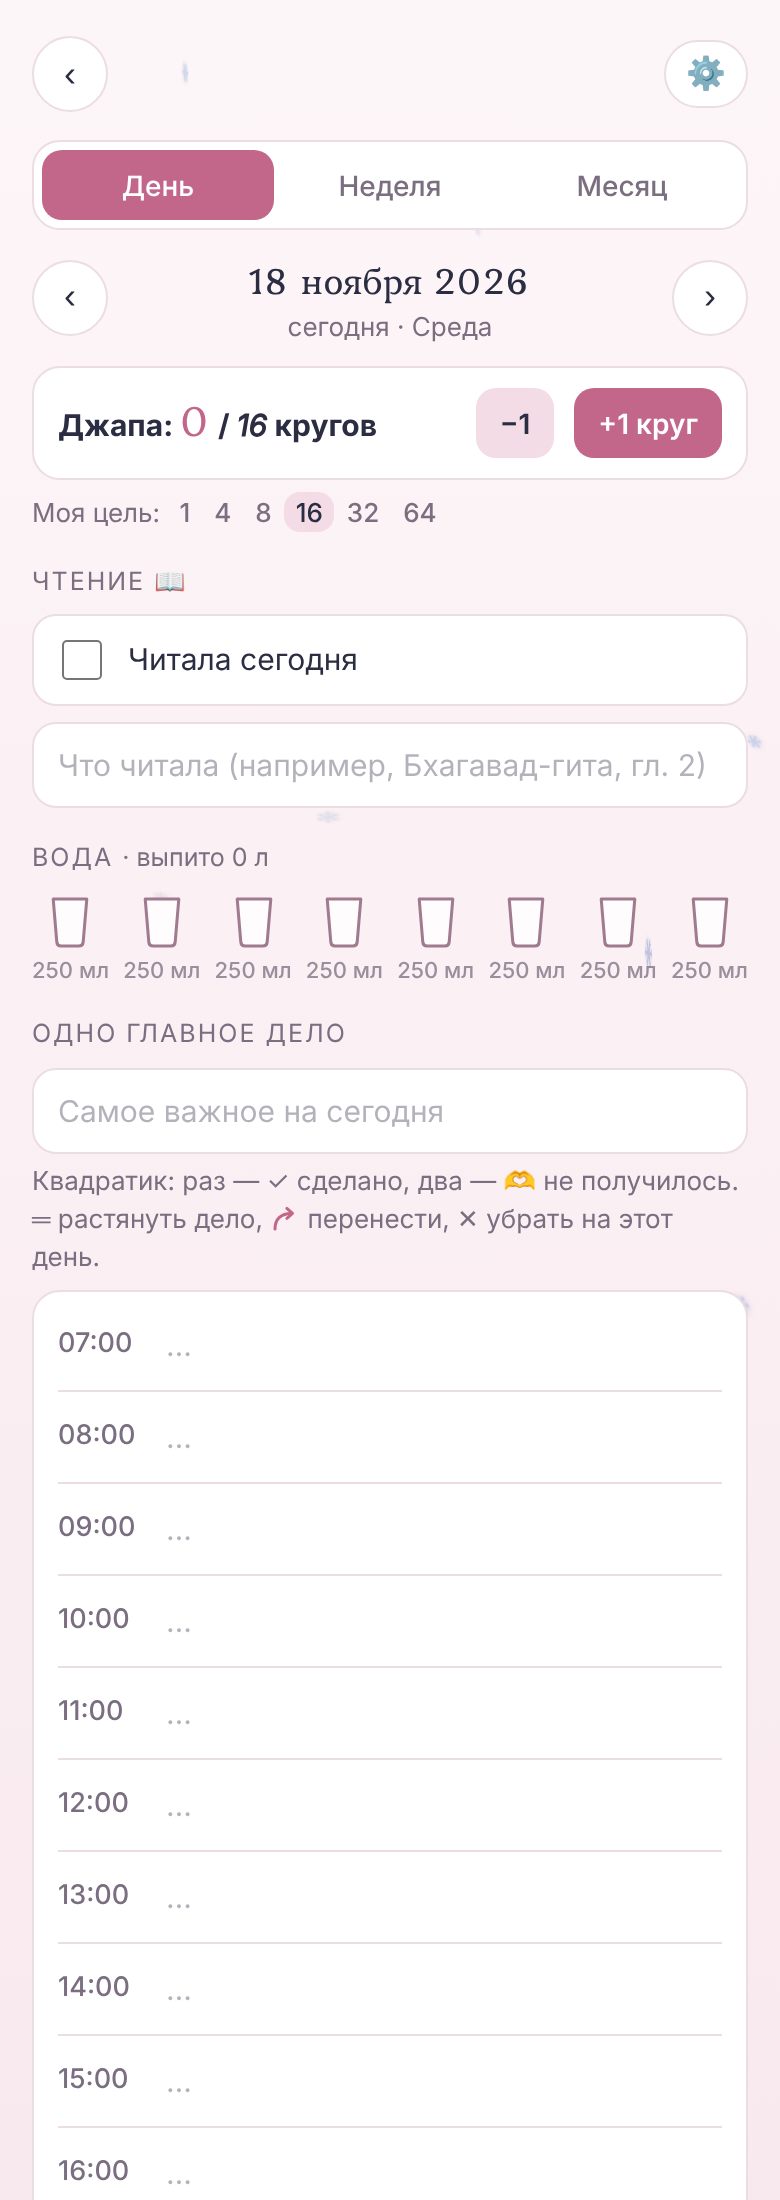 ‹
День Неделя Месяц
‹ 18 ноября 2026 ›
сегодня · Среда
Джапа: 0 / 16 кругов −1 +1 круг
Моя цель: 1 4 8 16 32 64
ЧТЕНИЕ 📖
Читала сегодня
Что читала (например, Бхагавад-гита, гл. 2)
ВОДА · выпито 0 л
250 мл 250 мл 250 мл 250 мл 250 мл 250 мл 250 мл 250 мл
ОДНО ГЛАВНОЕ ДЕЛО
Самое важное на сегодня
Квадратик: раз — ✓ сделано, два — 🫶 не получилось.
═ растянуть дело, ↷ перенести, ✕ убрать на этот
день.
07:00 ...
08:00 ...
09:00 ...
10:00 ...
11:00 ...
12:00 ...
13:00 ...
14:00 ...
15:00 ...
16:00 ...